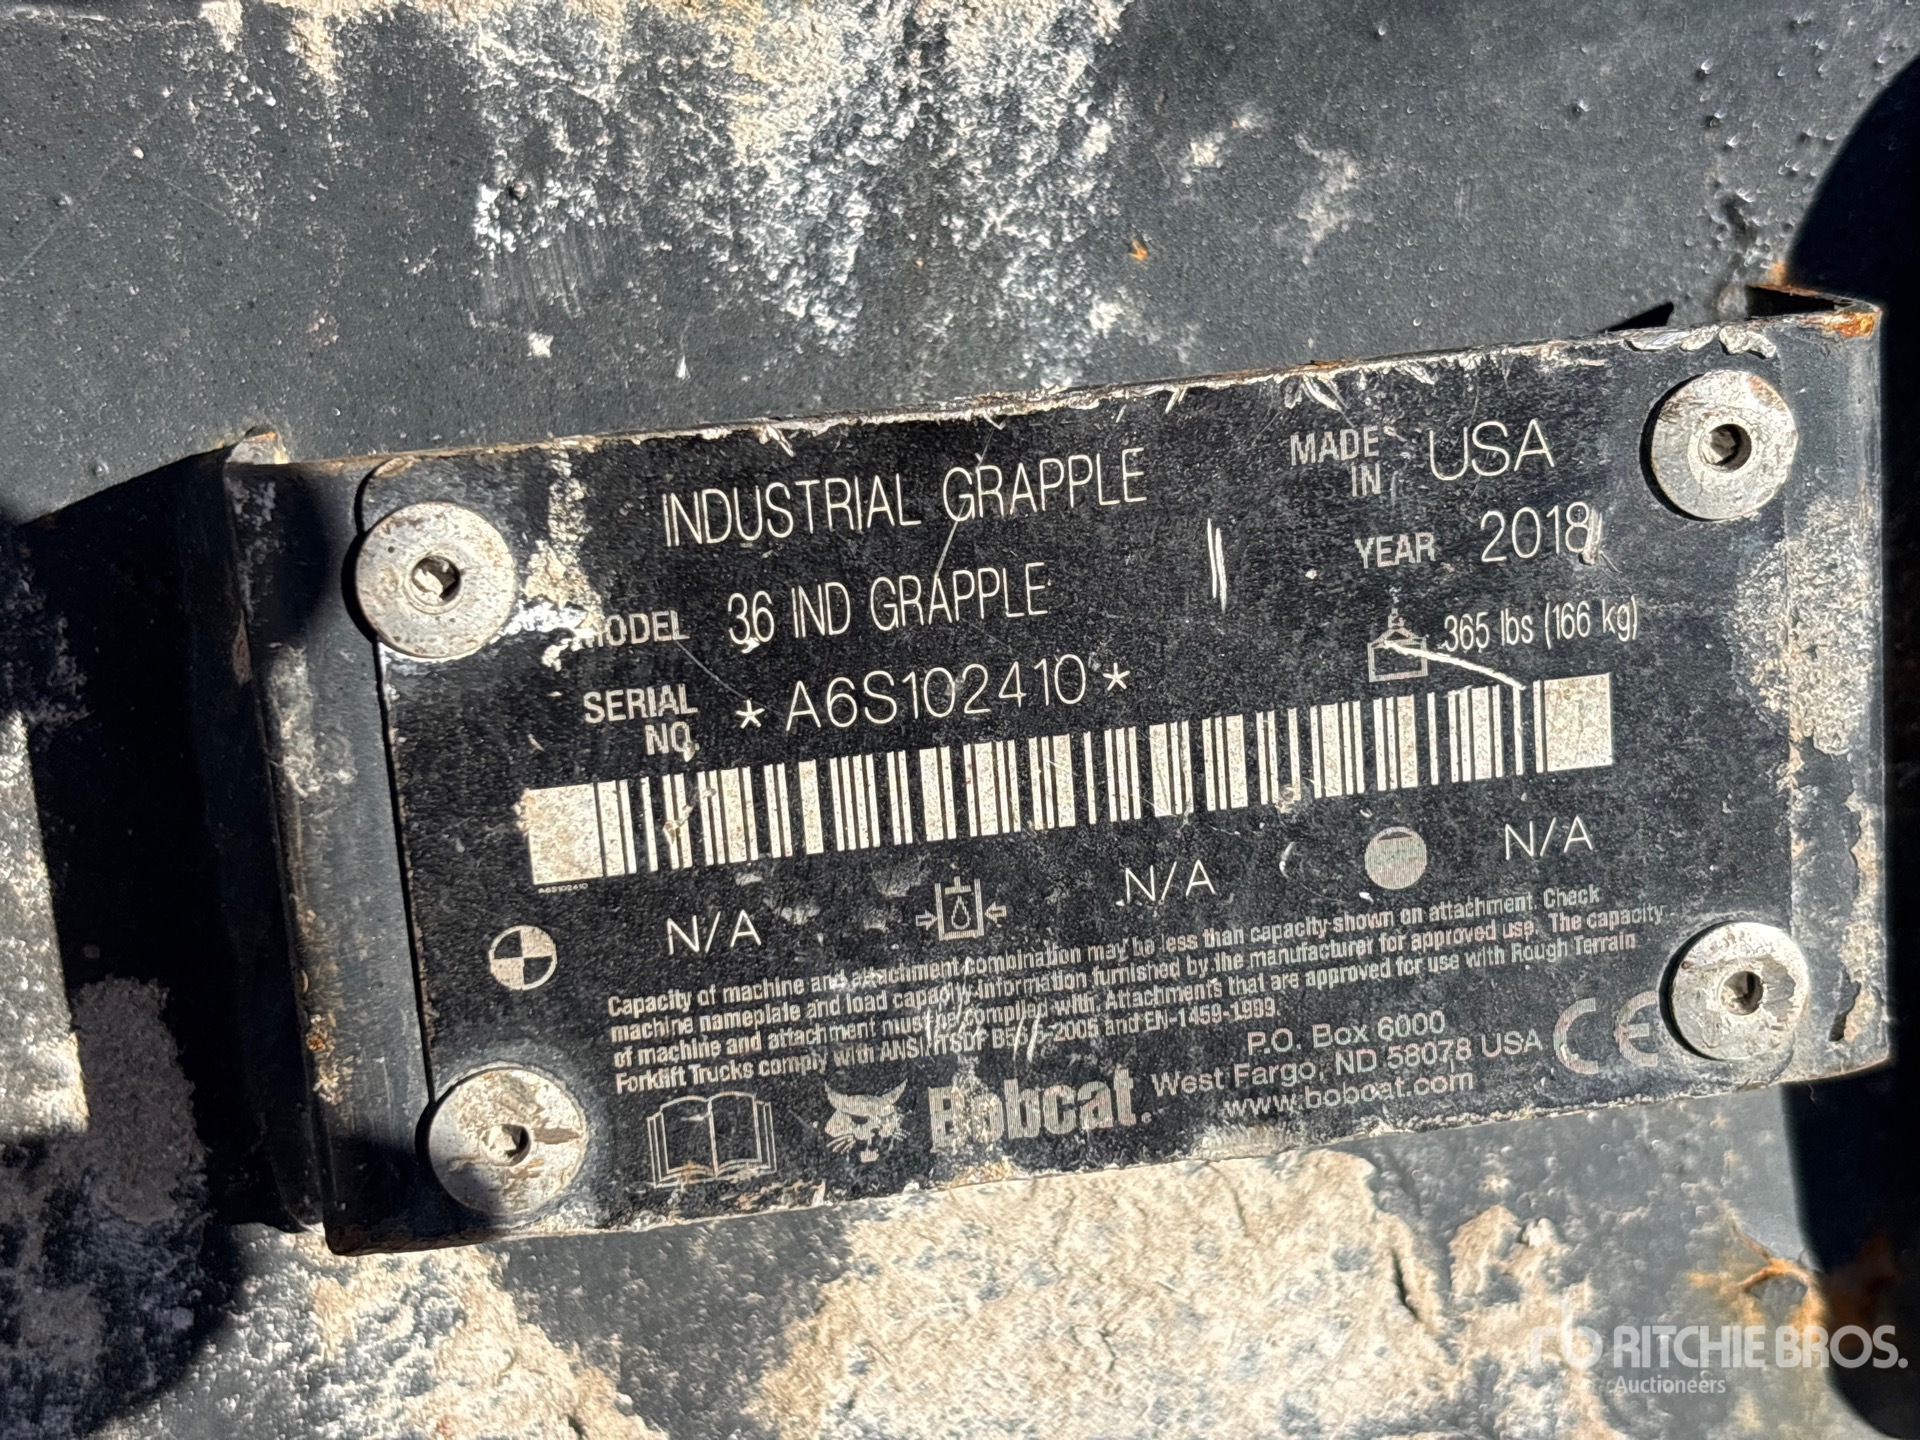 INDUSTRIAL GRAPPLE
MADE IN USA
MODEL 36 IND GRAPPLE
YEAR 2018
365 lbs (166 kg)
SERIAL NO. *A6S102410*
A6S102410
N/A
N/A
N/A
Capacity of machine and attachment combination may be less than capacity shown on attachment. Check
machine nameplate and load capacity information furnished by the manufacturer for approved use. The capacity
of machine and attachment must be complied with. Attachments that are approved for use with Rough Terrain
Forklift Trucks comply with ANSI/ITSDF B56.6-2005 and EN-1459-1999.
Bobcat.
P.O. Box 6000
West Fargo, ND 58078 USA
www.bobcat.com
CE
RITCHIE BROS.
Auctioneers